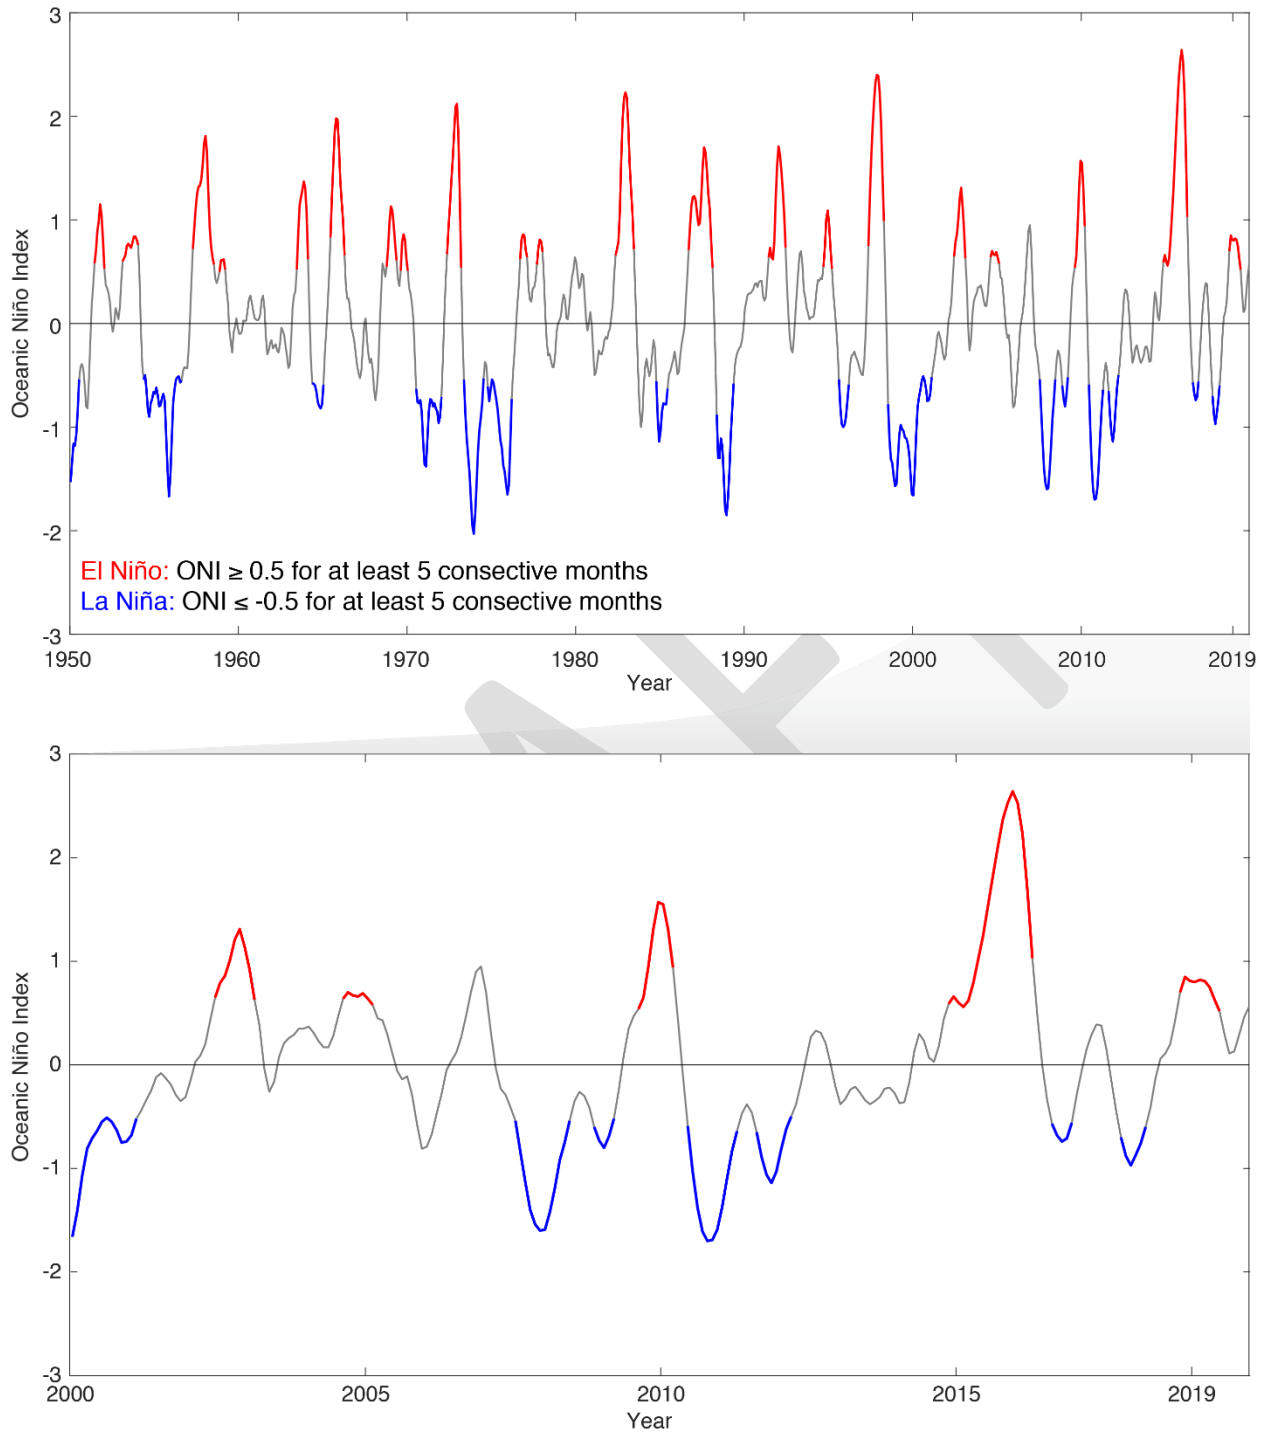 3
2
1
0
-1
-2
-3
Oceanic Niño Index
El Niño: ONI ≥ 0.5 for at least 5 consective months
La Niña: ONI ≤ -0.5 for at least 5 consective months
1950 1960 1970 1980 1990 2000 2010 2019
Year
3
2
1
0
-1
-2
-3
Oceanic Niño Index
2000 2005 2010 2015 2019
Year